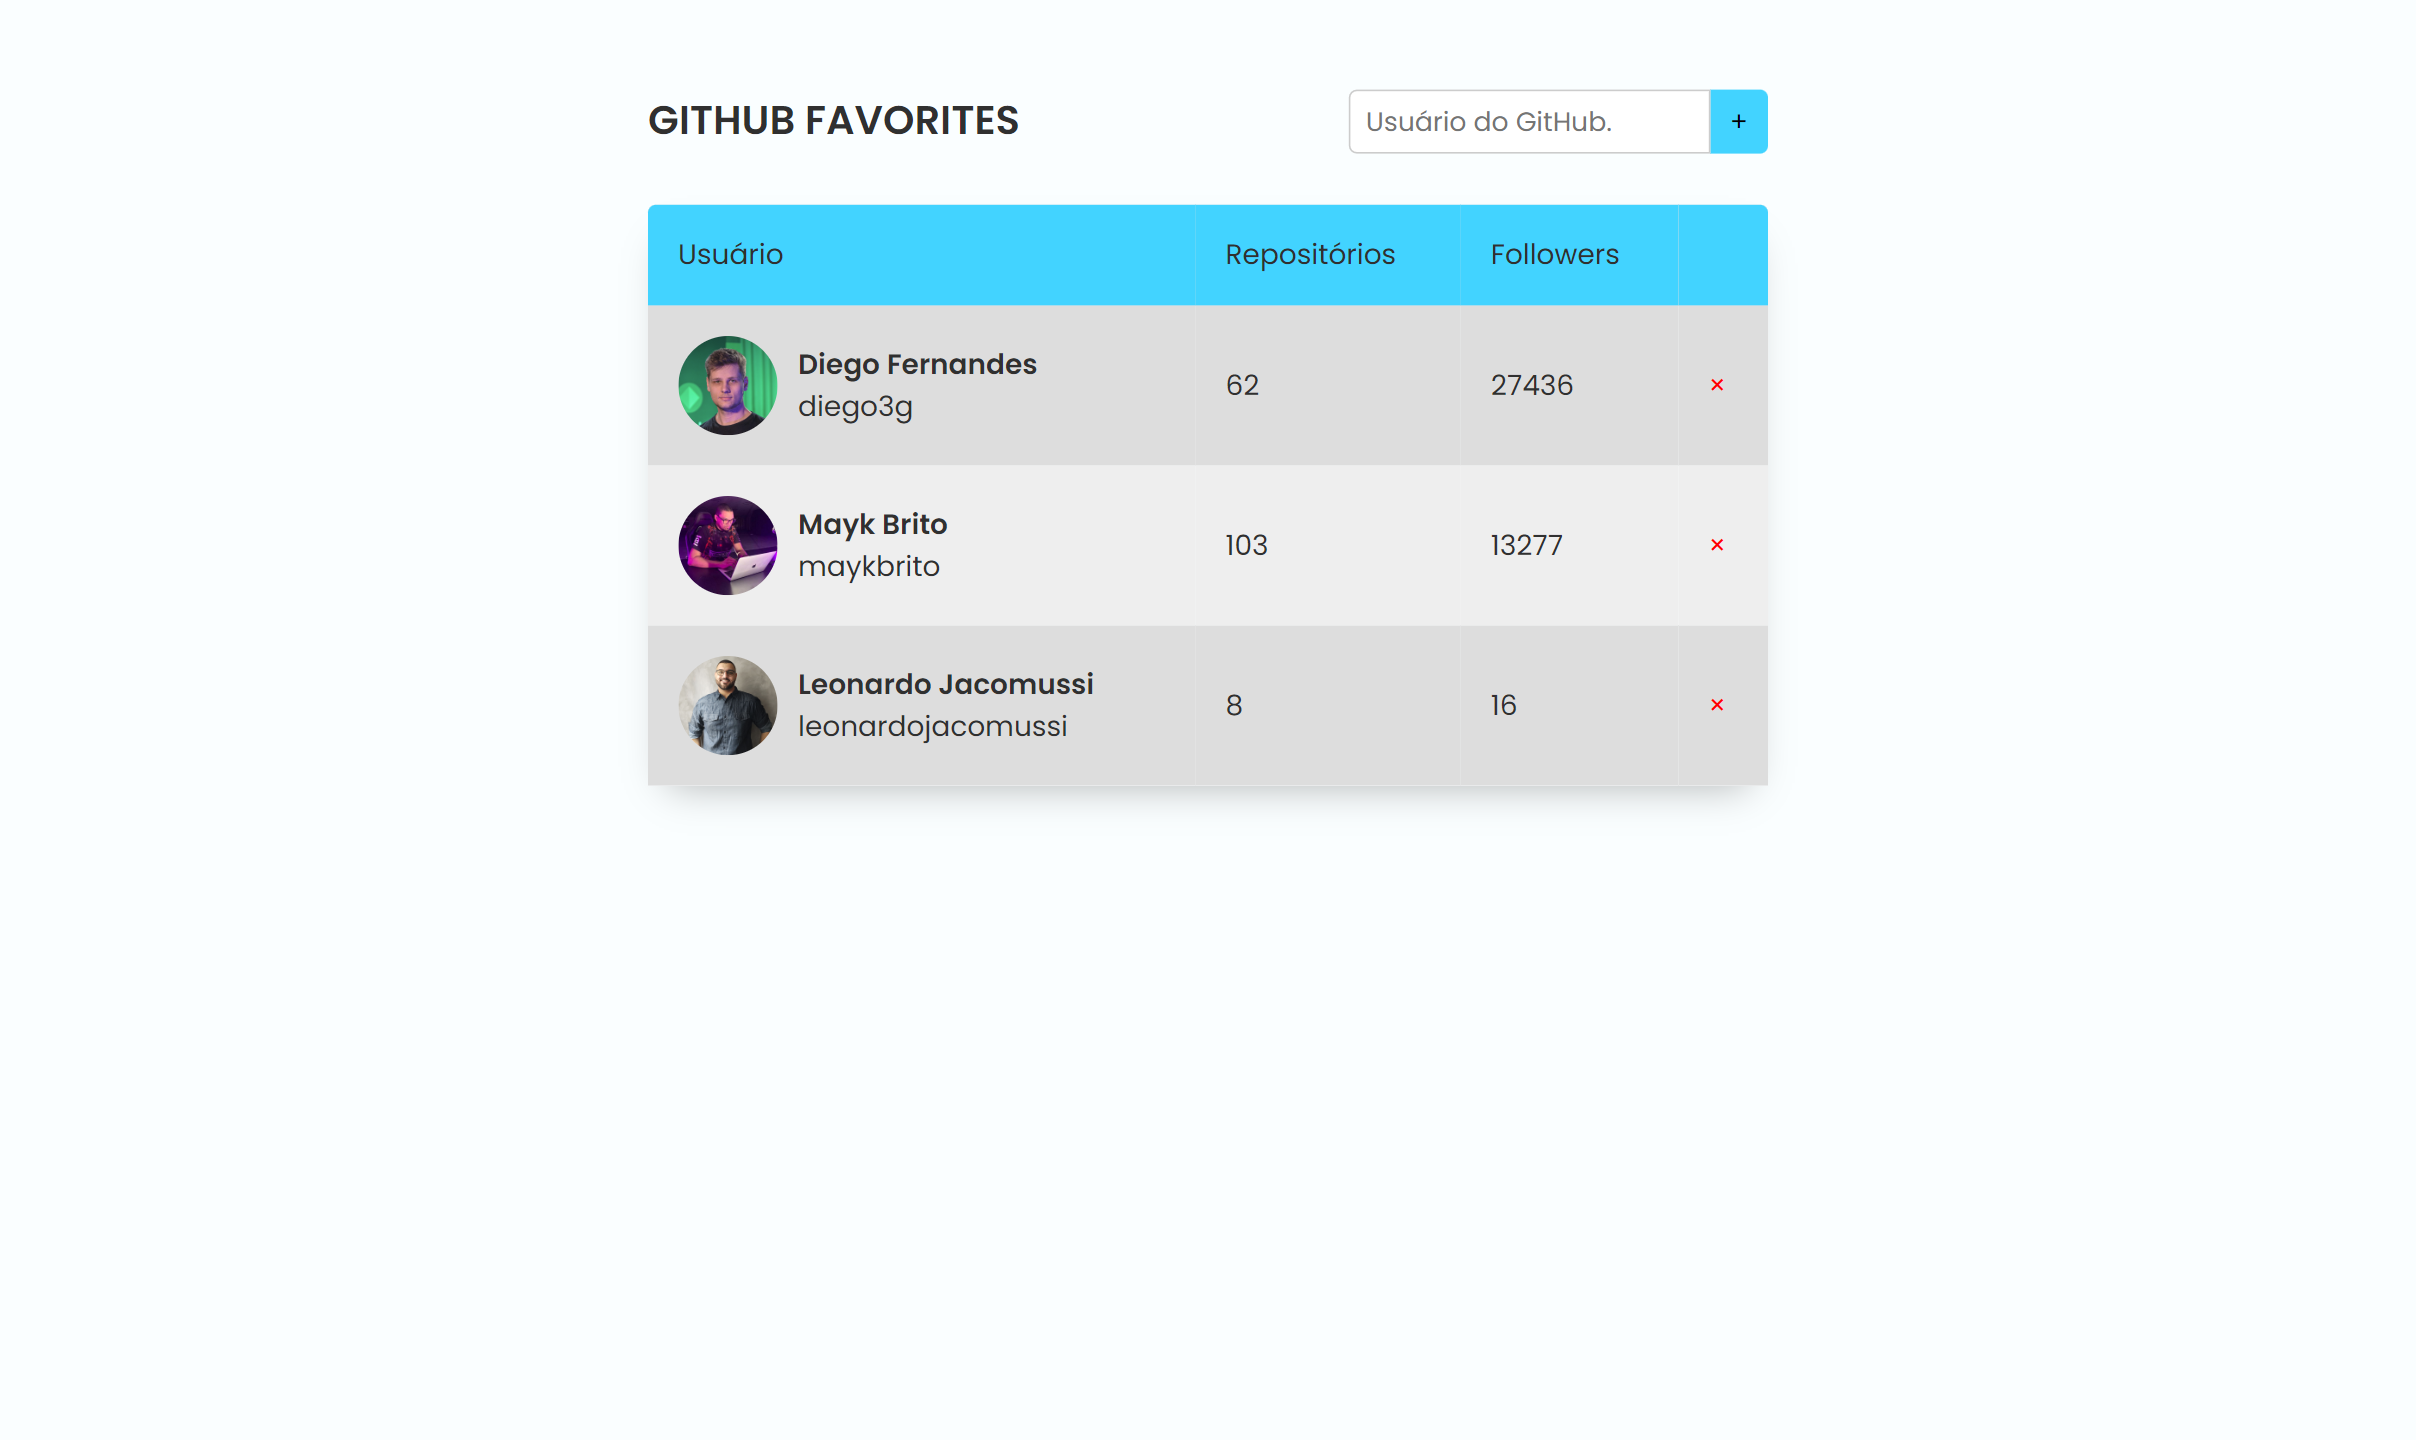 GITHUB FAVORITES
Usuário do GitHub. +
Usuário Repositórios Followers
Diego Fernandes
diego3g
62 27436 ×
Mayk Brito
maykbrito
103 13277 ×
Leonardo Jacomussi
leonardojacomussi
8 16 ×